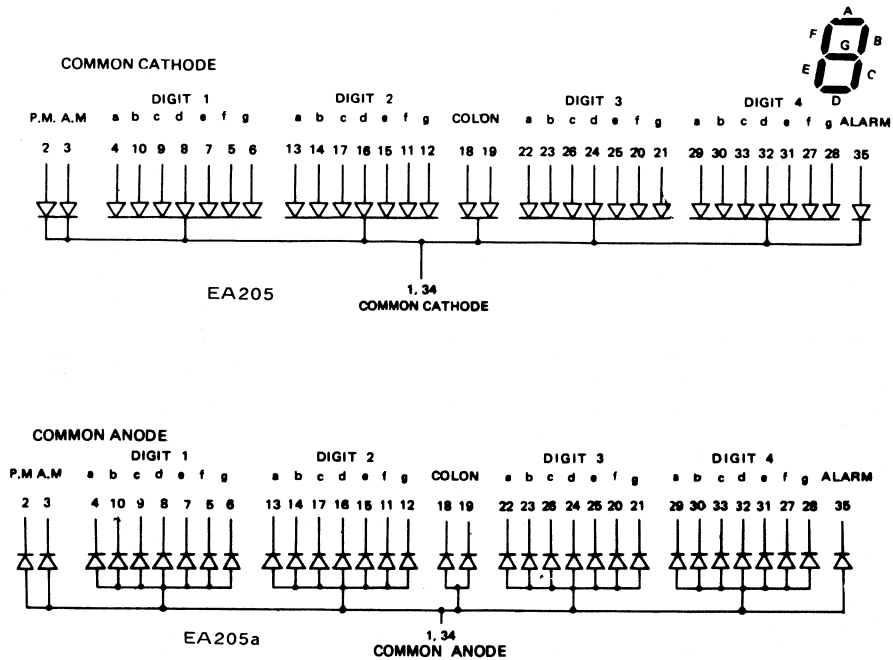 A
F B
G
E C
D
COMMON CATHODE
DIGIT 1 DIGIT 2 DIGIT 3 DIGIT 4
P.M. A.M a b c d e f g a b c d e f g COLON a b c d e f g a b c d e f g ALARM
2 3 4 10 9 8 7 5 6 13 14 17 16 15 11 12 18 19 22 23 26 24 25 20 21 29 30 33 32 31 27 28 35
EA205
1, 34
COMMON CATHODE
COMMON ANODE
DIGIT 1 DIGIT 2 DIGIT 3 DIGIT 4
P.M A.M a b c d e f g a b c d e f g COLON a b c d e f g a b c d e f g ALARM
2 3 4 10 9 8 7 5 6 13 14 17 16 15 11 12 18 19 22 23 26 24 25 20 21 29 30 33 32 31 27 28 35
EA205a
1, 34
COMMON ANODE